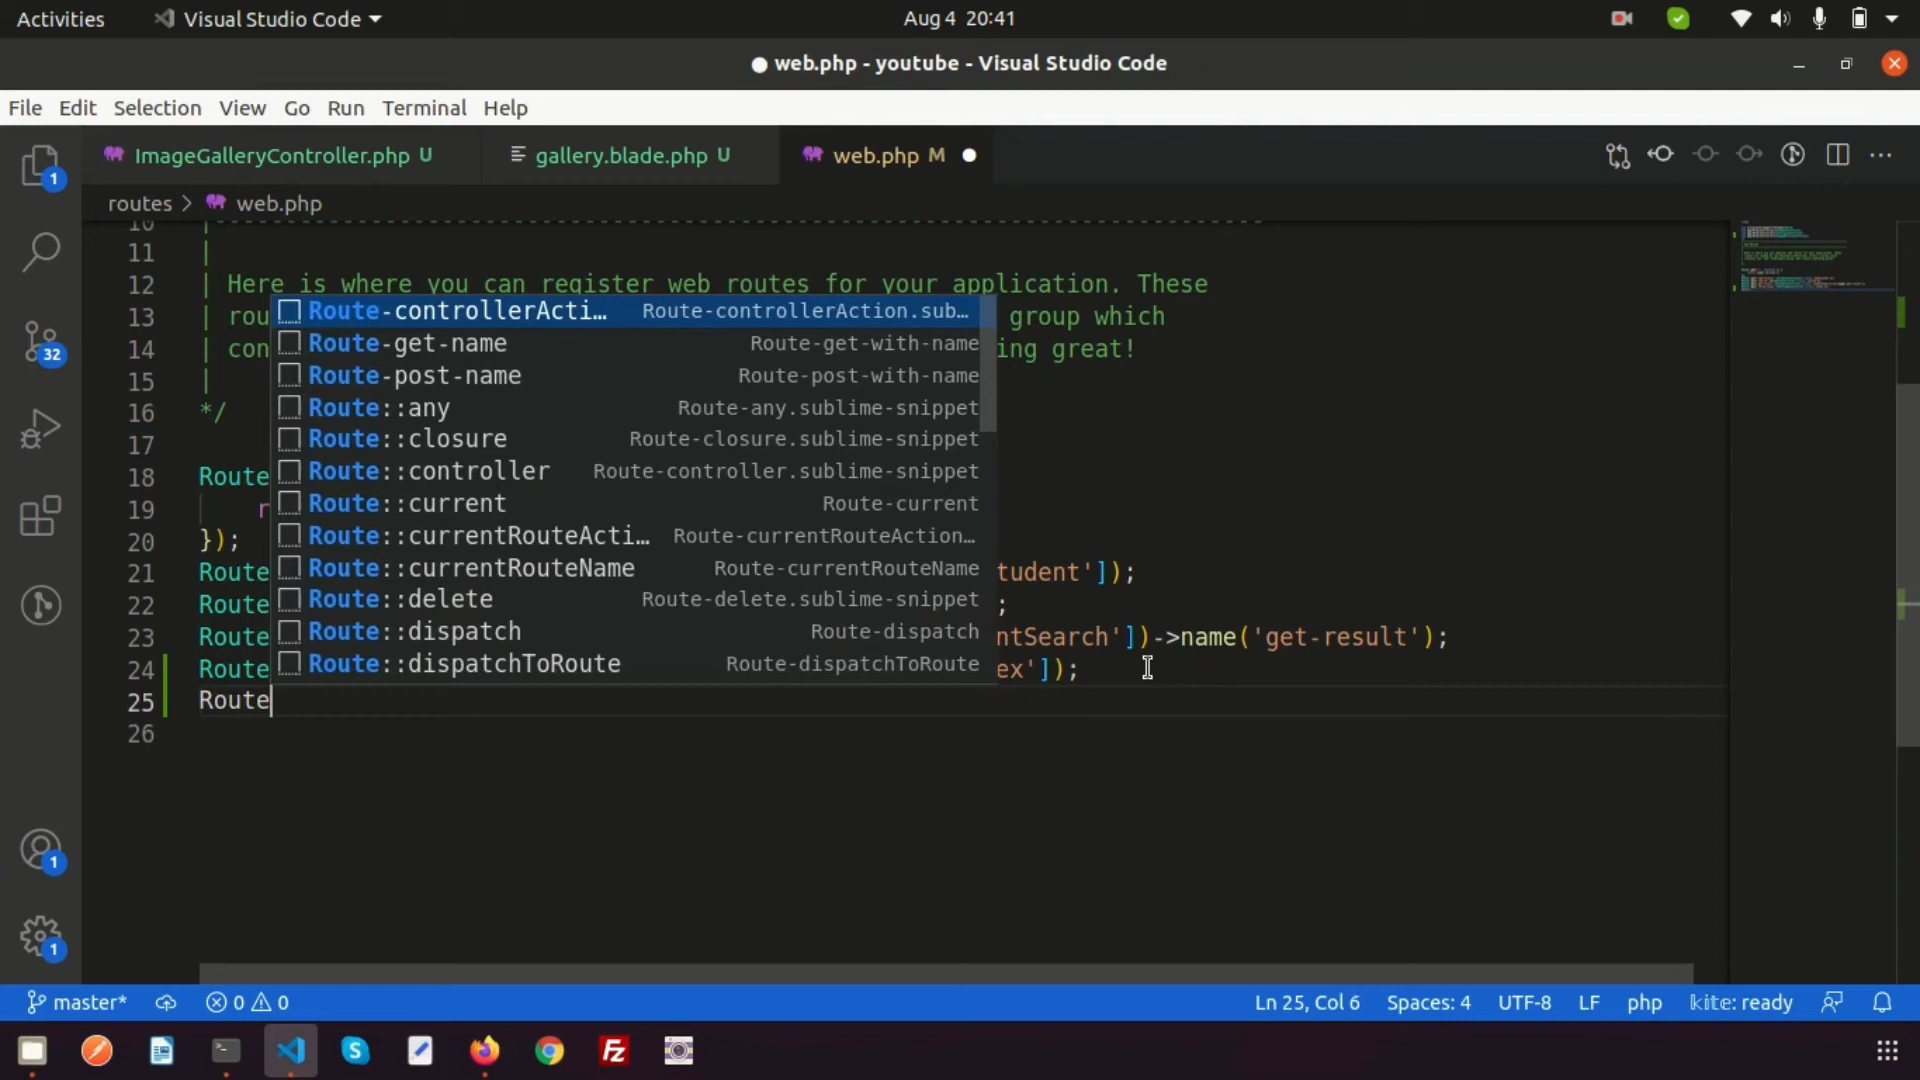 Activities
Visual Studio Code
Aug 4 20:41
web.php - youtube - Visual Studio Code
File Edit Selection View Go Run Terminal Help
1
ImageGalleryController.php U
gallery.blade.php U
web.php M
routes > web.php
10 |--------------------------------------------------------------------------
11 |
12 | Here is where you can register web routes for your application. These
13 | rou group which
14 | con ing great!
15 |
16 */
17
18 Route
19 r
20 });
21 Route tudent']);
22 Route ;
23 Route ntSearch'])->name('get-result');
24 Route ex']);
25 Route
26
Route-controllerActi… Route-controllerAction.sub…
Route-get-name Route-get-with-name
Route-post-name Route-post-with-name
Route::any Route-any.sublime-snippet
Route::closure Route-closure.sublime-snippet
Route::controller Route-controller.sublime-snippet
Route::current Route-current
Route::currentRouteActi… Route-currentRouteAction…
Route::currentRouteName Route-currentRouteName
Route::delete Route-delete.sublime-snippet
Route::dispatch Route-dispatch
Route::dispatchToRoute Route-dispatchToRoute
32
1
1
master*
0 0
Ln 25, Col 6
Spaces: 4
UTF-8
LF
php
kite: ready